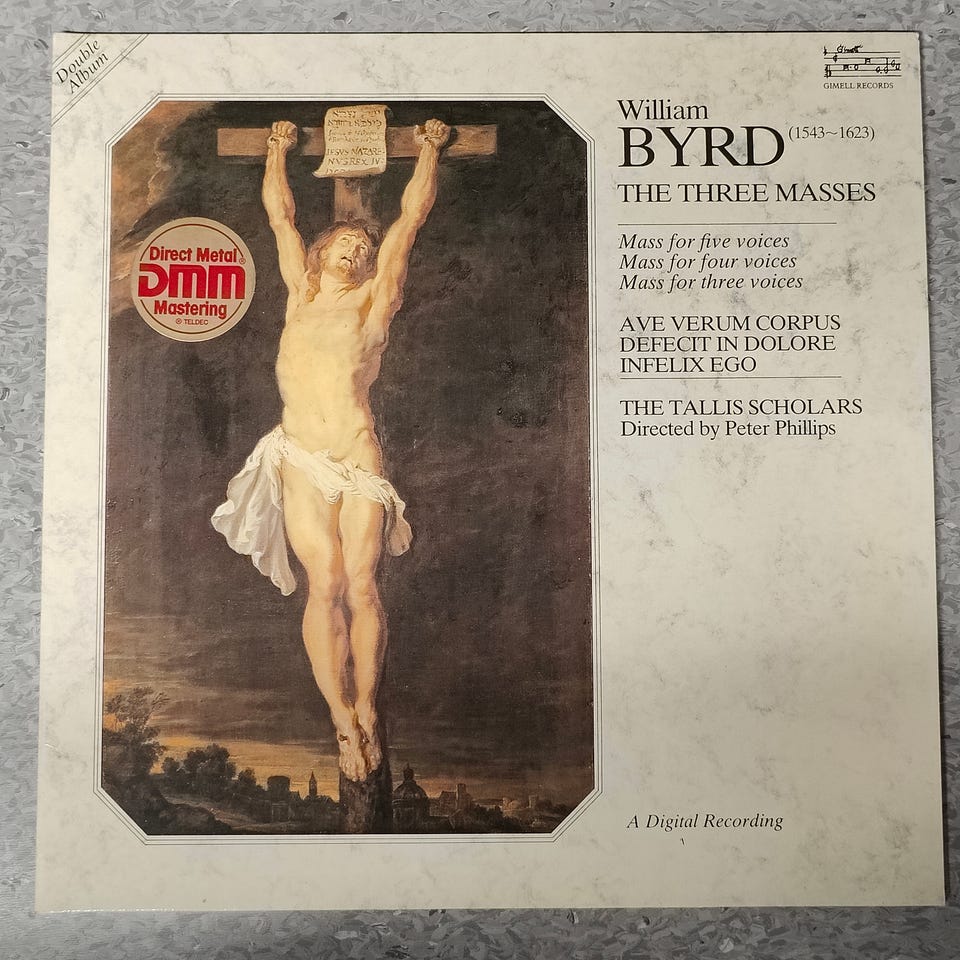 Double
Album
GIMELL RECORDS
William
BYRD (1543~1623)
THE THREE MASSES
Mass for five voices
Mass for four voices
Mass for three voices
AVE VERUM CORPUS
DEFECIT IN DOLORE
INFELIX EGO
THE TALLIS SCHOLARS
Directed by Peter Phillips
Direct Metal®
DMM
Mastering
® TELDEC
JESUS NAZARE
NVS REX IV
A Digital Recording